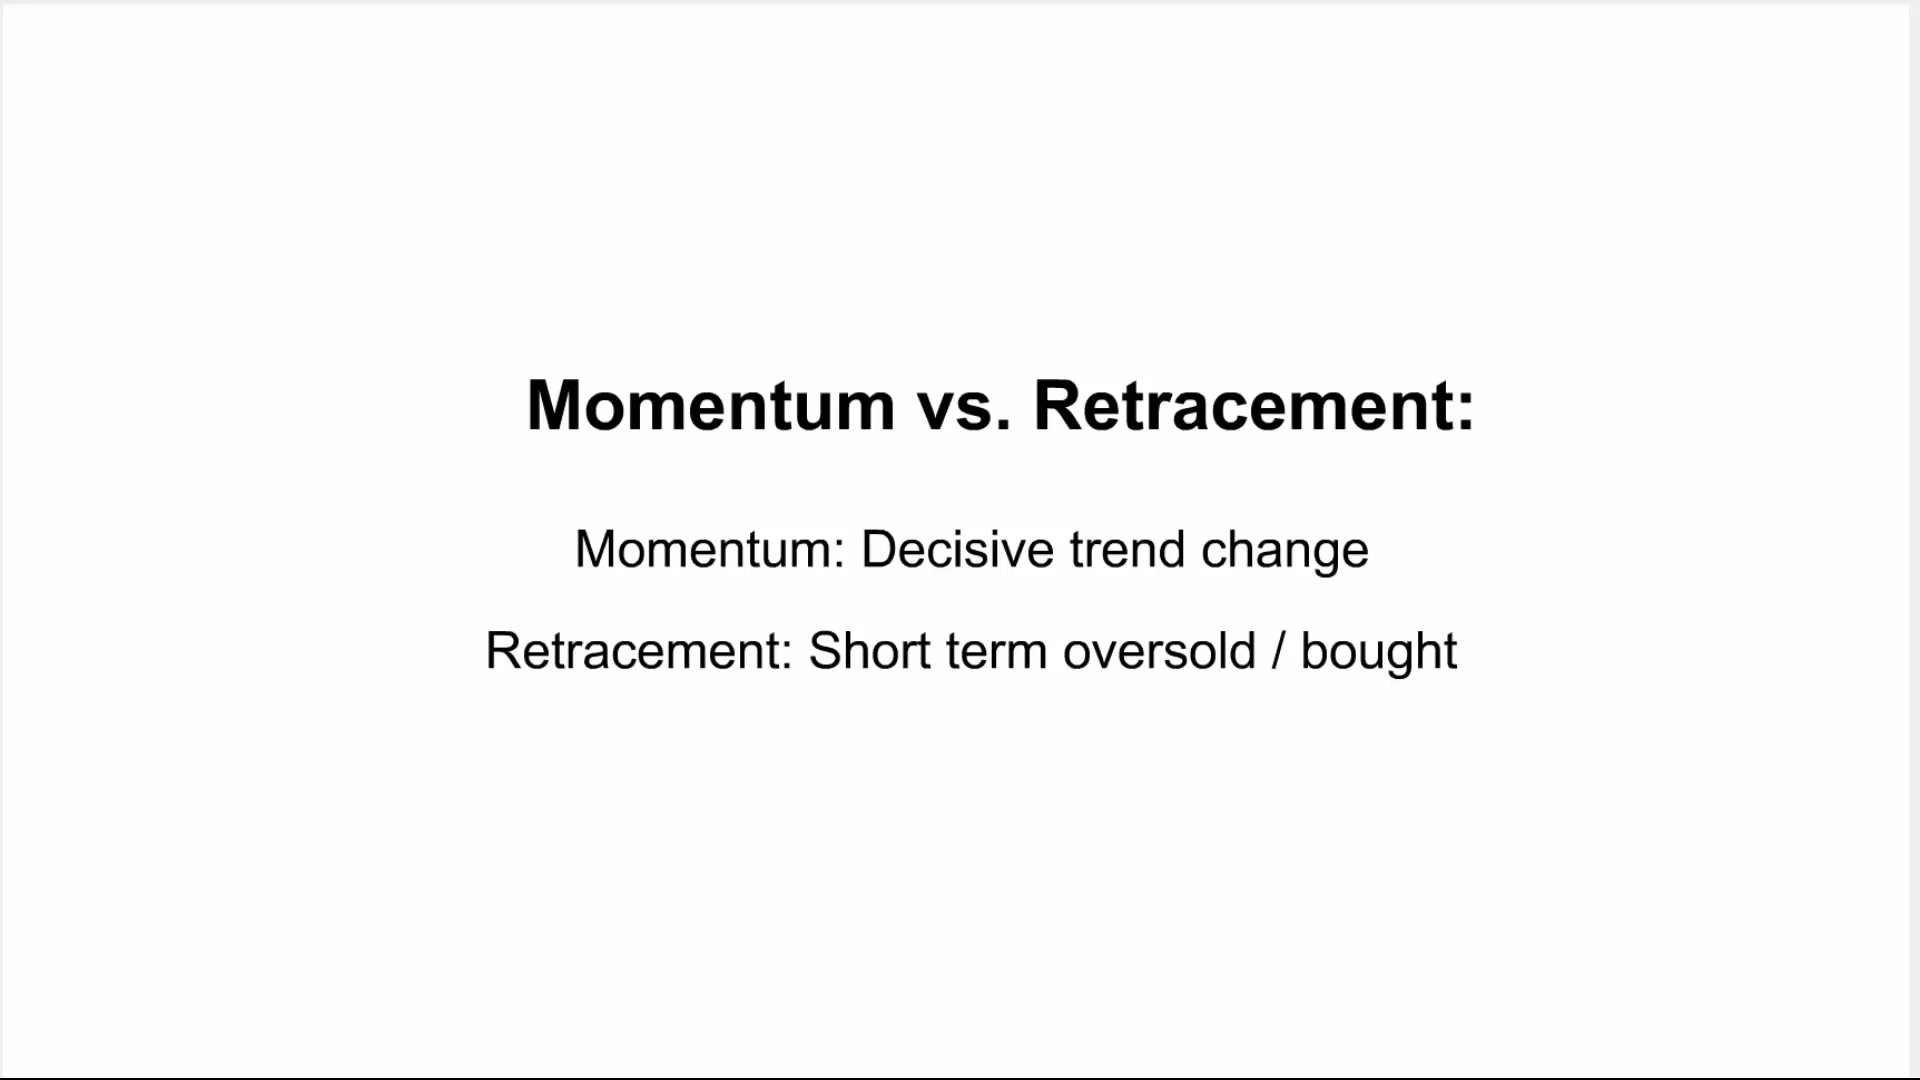 Momentum vs. Retracement:
Momentum: Decisive trend change
Retracement: Short term oversold / bought